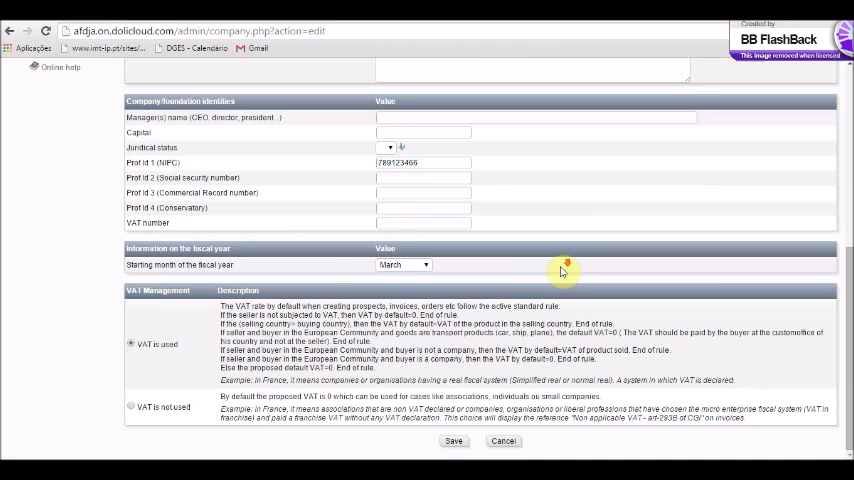 Created by
BB FlashBack
This image removed when licensed
afdja.on.dolicloud.com/admin/company.php?action=edit
Aplicações
www.imt-ip.pt/sites/...
DGES - Calendário
Gmail
Online help
Company/foundation identities
Value
Manager(s) name (CEO, director, president...)
Capital
Juridical status
Prof Id 1 (NIPC)
789123466
Prof Id 2 (Social security number)
Prof Id 3 (Commercial Record number)
Prof Id 4 (Conservatory)
VAT number
Information on the fiscal year
Value
Starting month of the fiscal year
March
VAT Management
Description
VAT is used
The VAT rate by default when creating prospects, invoices, orders etc follow the active standard rule:
If the seller is not subjected to VAT, then VAT by default=0. End of rule.
If the (selling country= buying country), then the VAT by default=VAT of the product in the selling country. End of rule.
If seller and buyer in the European Community and goods are transport products (car, ship, plane), the default VAT=0 ( The VAT should be paid by the buyer at the customoffice of
his country and not at the seller). End of rule.
If seller and buyer in the European Community and buyer is not a company, then the VAT by default=VAT of product sold. End of rule.
If seller and buyer in the European Community and buyer is a company, then the VAT by default=0. End of rule.
Else the proposed default VAT=0. End of rule.
Example: In France, it means companies or organisations having a real fiscal system (Simplified real or normal real). A system in which VAT is declared.
VAT is not used
By default the proposed VAT is 0 which can be used for cases like associations, individuals ou small companies.
Example: In France, it means associations that are non VAT declared or companies, organisations or liberal professions that have chosen the micro enterprise fiscal system (VAT in
franchise) and paid a franchise VAT without any VAT declaration. This choice will display the reference "Non applicable VAT - art-293B of CGI" on invoices.
Save
Cancel